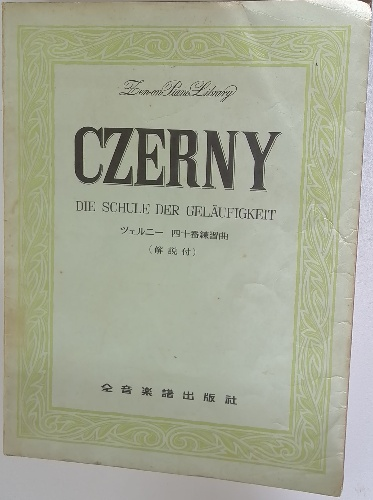 Zen-on Piano Library
CZERNY
DIE SCHULE DER GELÄUFIGKEIT
ツェルニー 四十番練習曲
(解説付)
全音楽譜出版社